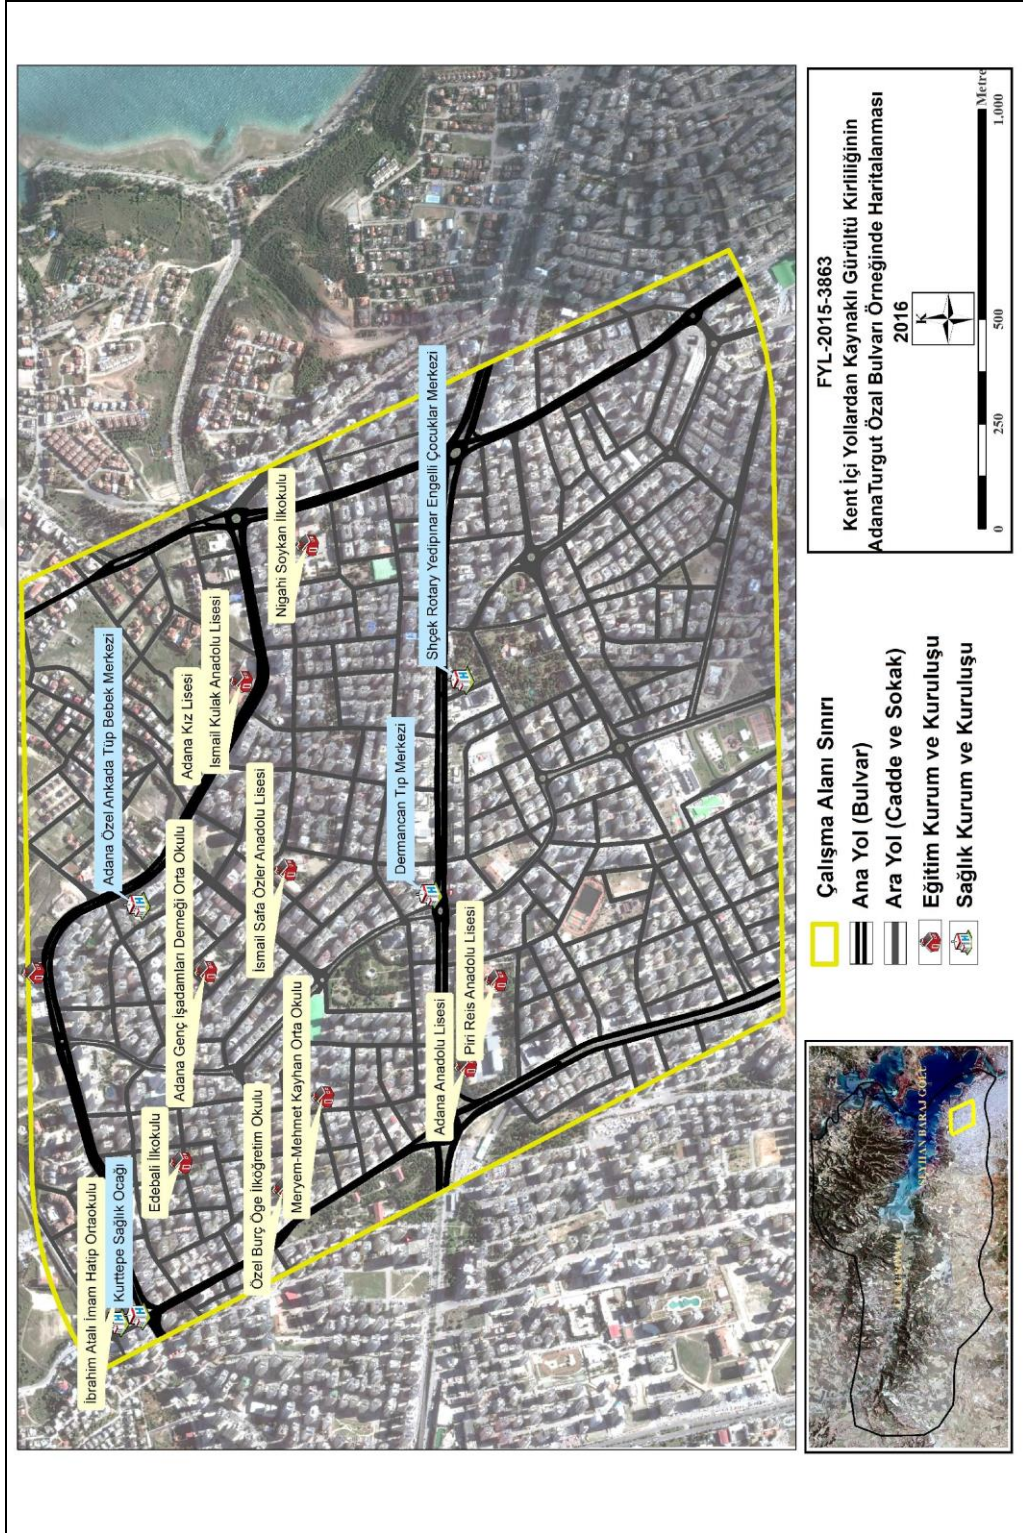 İbrahim Atalı İmam Hatip Ortaokulu
Kurttepe Sağlık Ocağı
Edebali İlkokulu
Adana Genç İşadamları Derneği Orta Okulu
Adana Özel Ankada Tüp Bebek Merkezi
Adana Kız Lisesi
İsmail Kulak Anadolu Lisesi
İsmail Safa Özler Anadolu Lisesi
Nigahi Soykan İlkokulu
Özel Burç Öge İlköğretim Okulu
Meryem-Mehmet Kayhan Orta Okulu
Dermancan Tıp Merkezi
Shçek Rotary Yedipınar Engelli Çocuklar Merkezi
Adana Anadolu Lisesi
Piri Reis Anadolu Lisesi
SEYHAN BARAJ GÖLÜ
Çalışma Alanı Sınırı
Ana Yol (Bulvar)
Ara Yol (Cadde ve Sokak)
Eğitim Kurum ve Kuruluşu
Sağlık Kurum ve Kuruluşu
FYL-2015-3863
Kent İçi Yollardan Kaynaklı Gürültü Kirliliğinin
AdanaTurgut Özal Bulvarı Örneğinde Haritalanması
2016
K
0 250 500 1.000
Metre